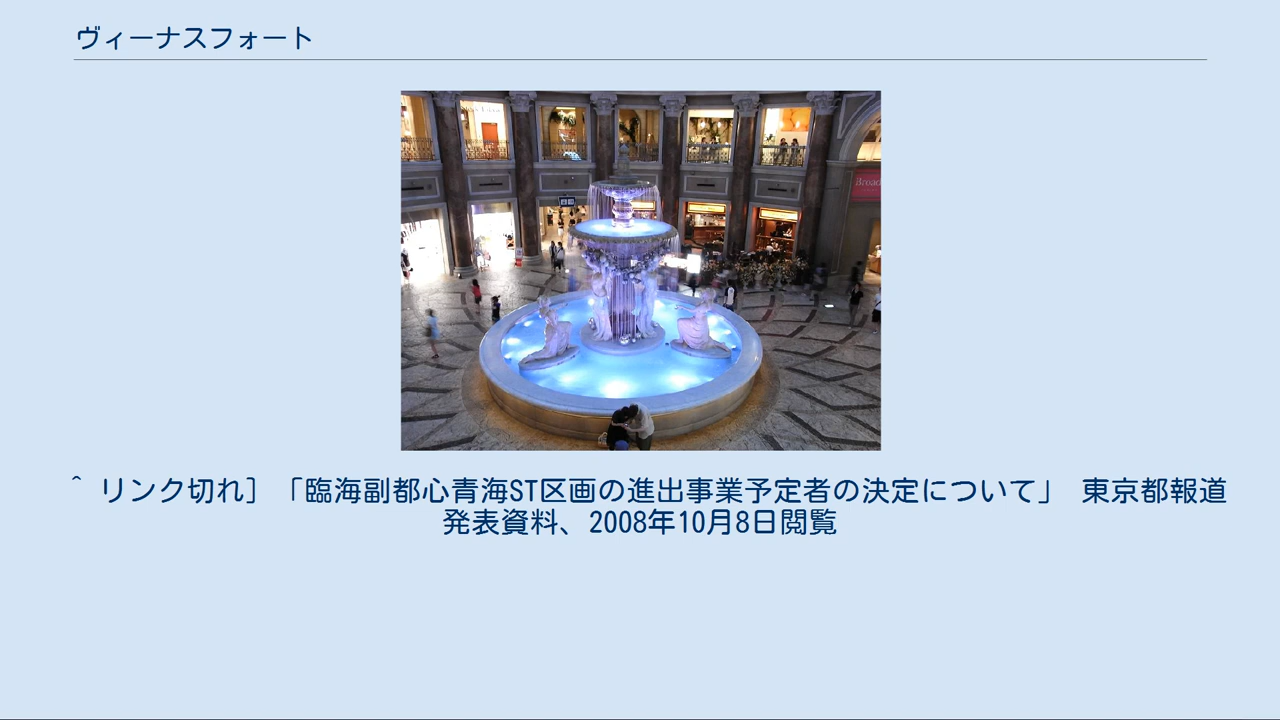 ヴィーナスフォート
Broad
^ リンク切れ］「臨海副都心青海ST区画の進出事業予定者の決定について」 東京都報道
発表資料、2008年10月8日閲覧